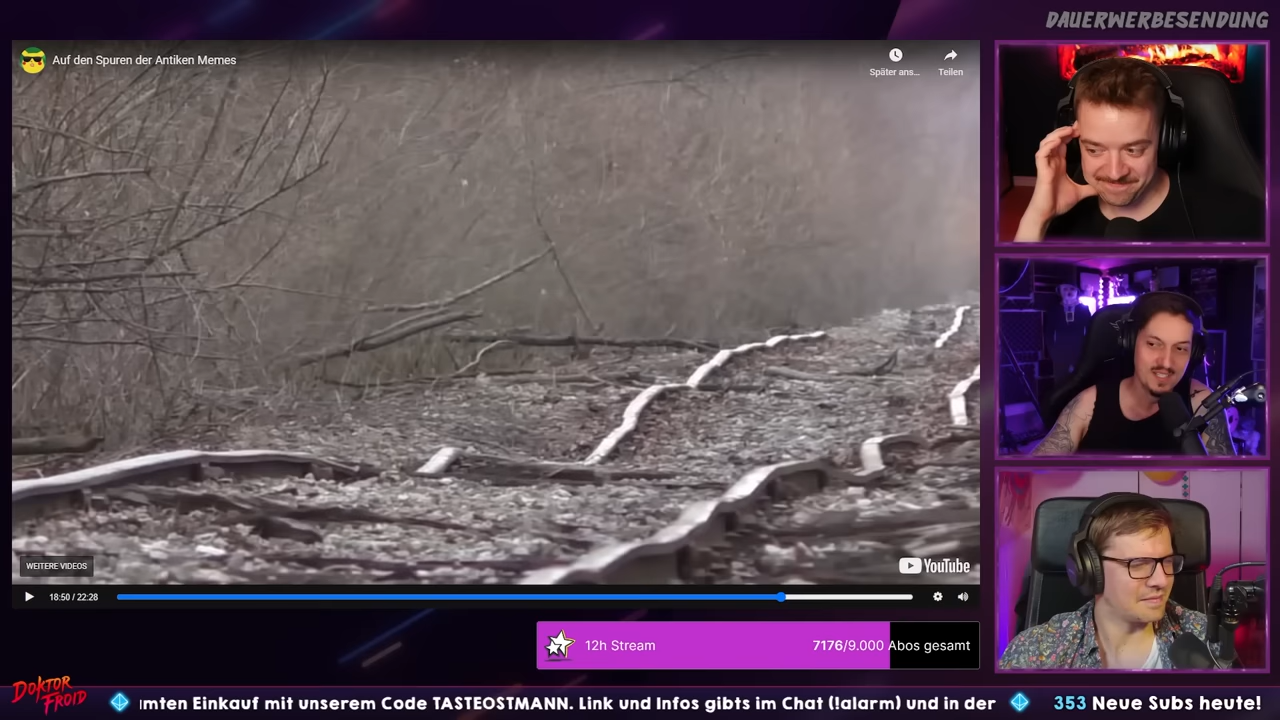 DAUERWERBESENDUNG
Auf den Spuren der Antiken Memes
Später ans...
Teilen
WEITERE VIDEOS
YouTube
18:50 / 22:28
12h Stream
7176/9.000 Abos gesamt
DOKTOR
FROID
mten Einkauf mit unserem Code TASTEOSTMANN. Link und Infos gibts im Chat (!alarm) und in der
353 Neue Subs heute!